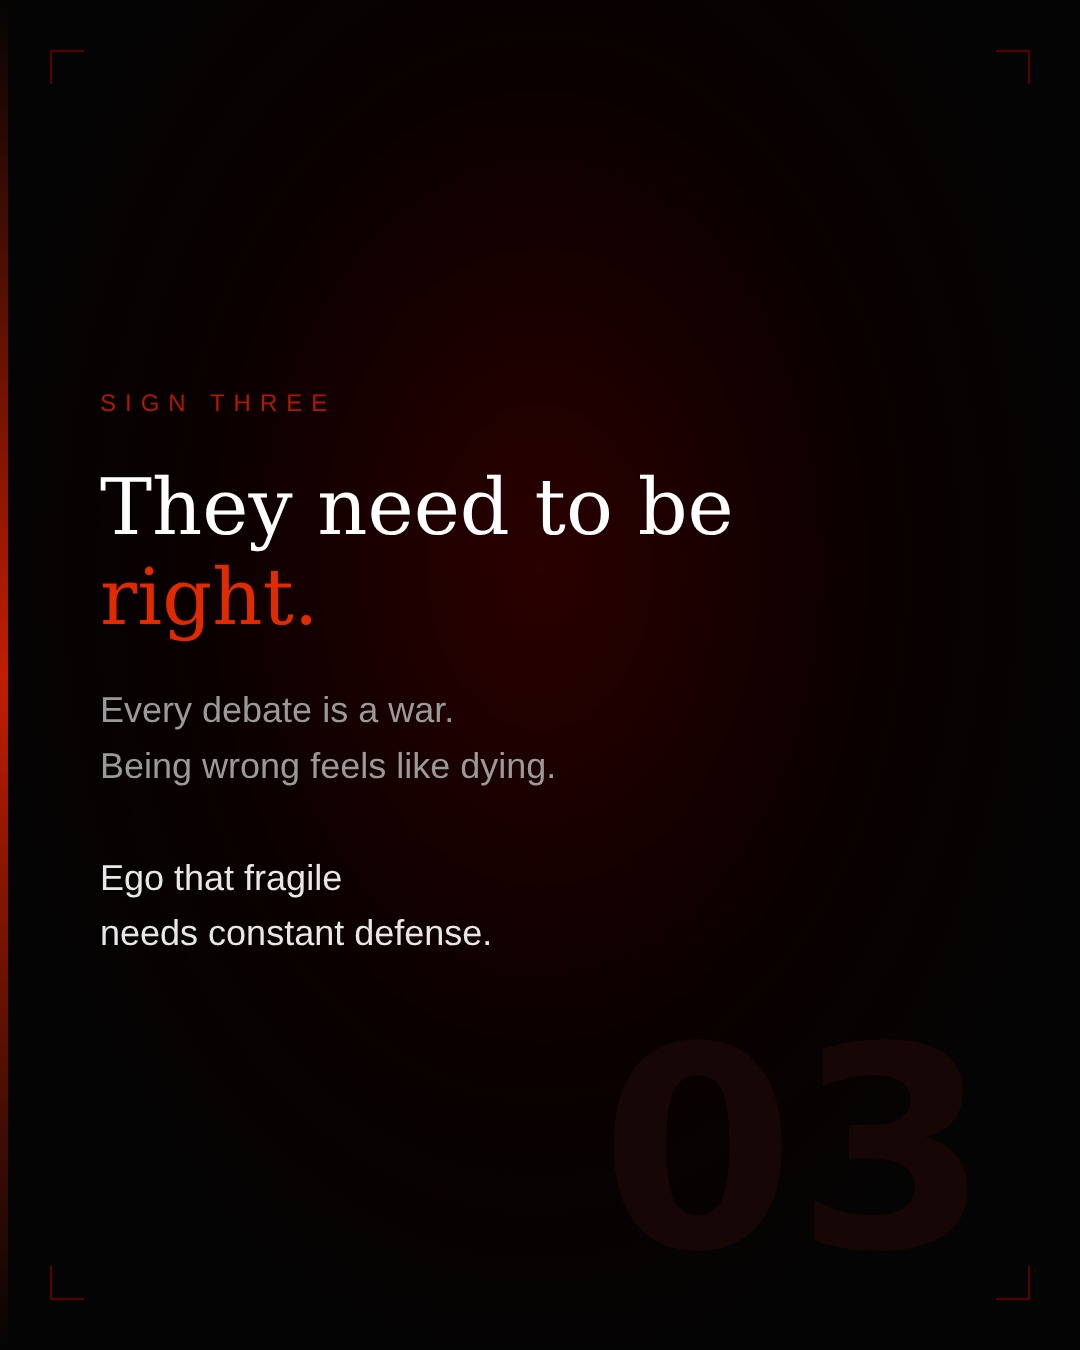 SIGN THREE
They need to be
right.
Every debate is a war.
Being wrong feels like dying.
Ego that fragile
needs constant defense.
03